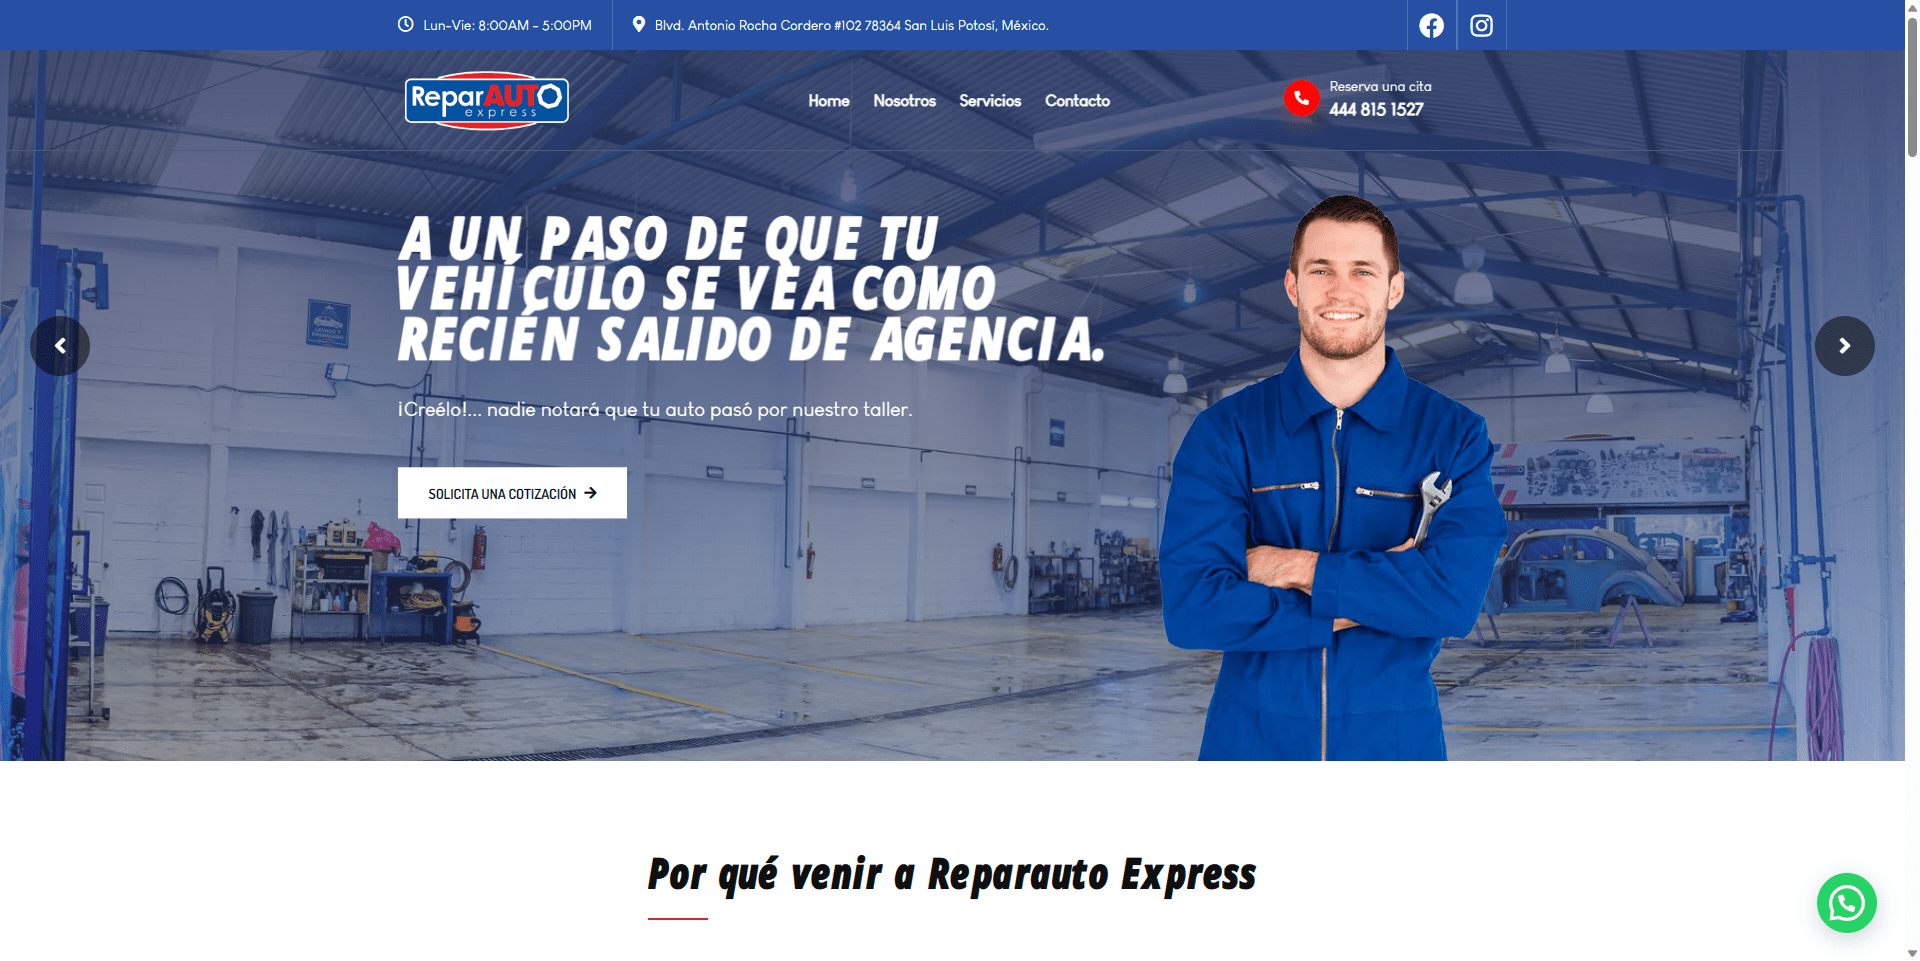 Lun-Vie: 8:00AM - 5:00PM
Blvd. Antonio Rocha Cordero #102 78364 San Luis Potosí, México.
ReparAUTO
express
Home
Nosotros
Servicios
Contacto
Reserva una cita
444 815 1527
A UN PASO DE QUE TU
VEHÍCULO SE VEA COMO
RECIÉN SALIDO DE AGENCIA.
¡Creélo!... nadie notará que tu auto pasó por nuestro taller.
SOLICITA UNA COTIZACIÓN
Por qué venir a Reparauto Express